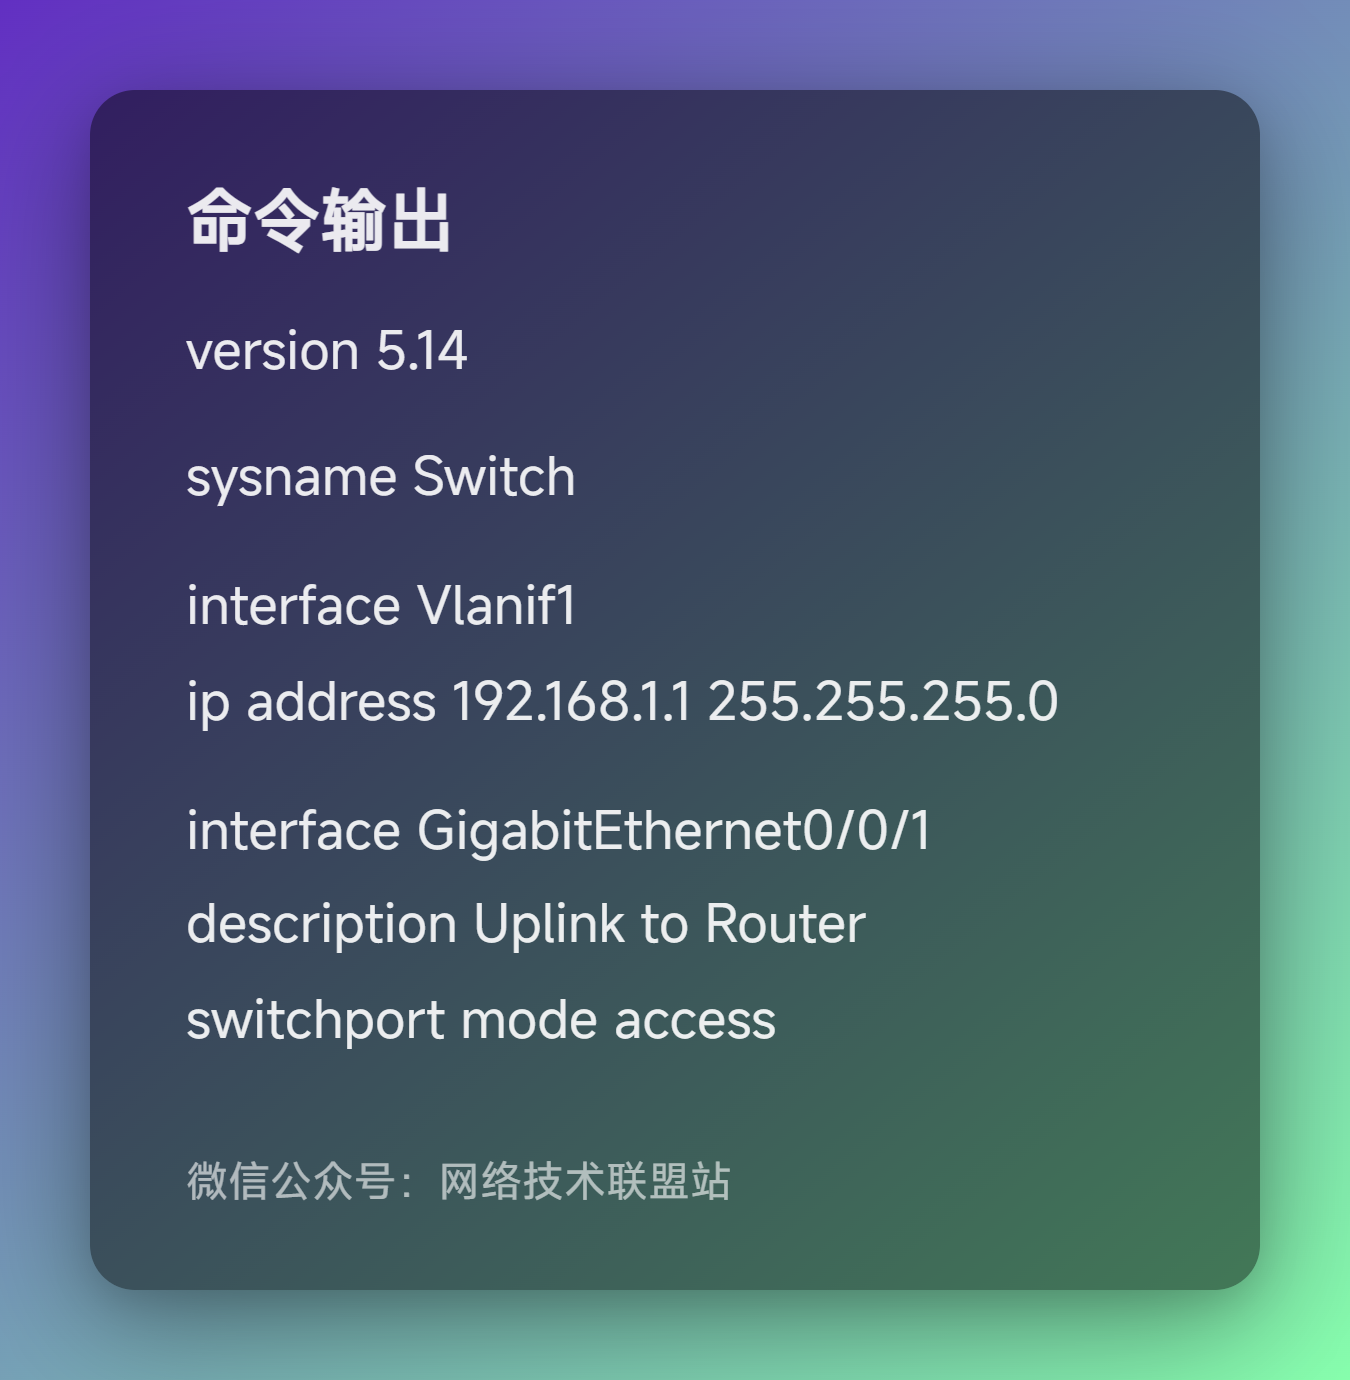 命令输出
version 5.14
sysname Switch
interface Vlanif1
ip address 192.168.1.1 255.255.255.0
interface GigabitEthernet0/0/1
description Uplink to Router
switchport mode access
微信公众号：网络技术联盟站